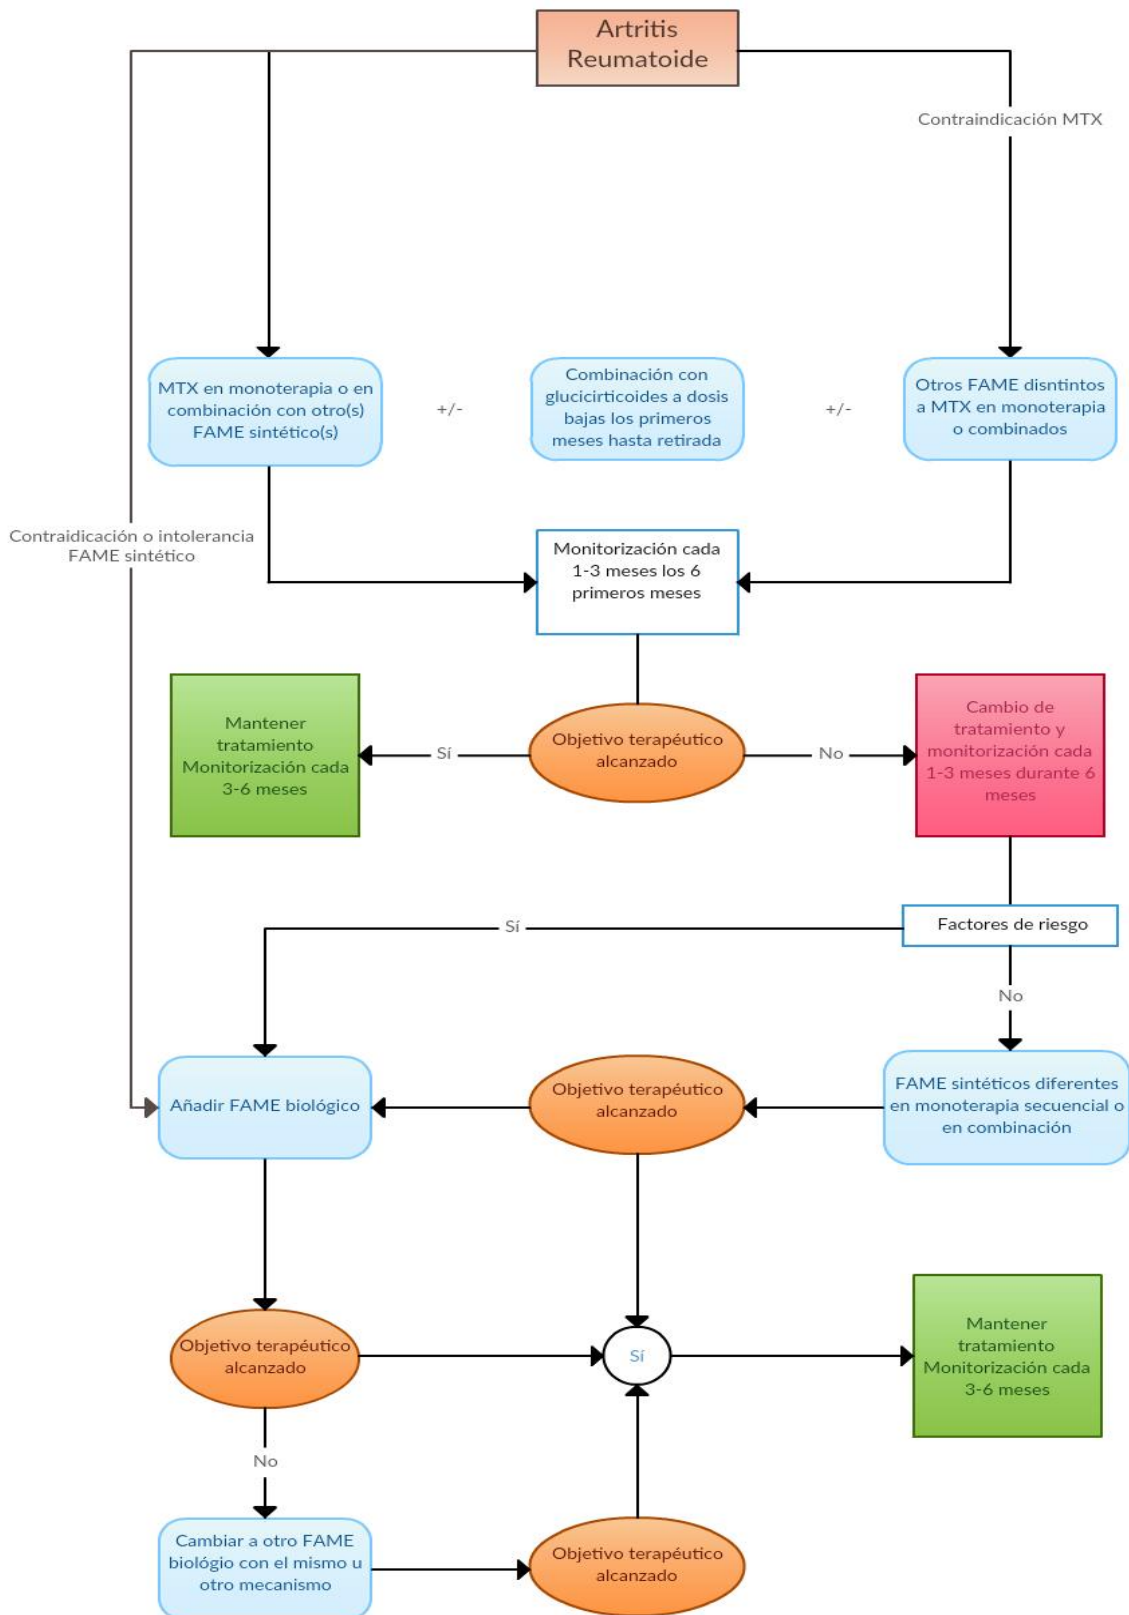 Artritis
Reumatoide
Contraindicación MTX
MTX en monoterapia o en
combinación con otro(s)
FAME sintético(s)
+/-
Combinación con
glucicirticoides a dosis
bajas los primeros
meses hasta retirada
+/-
Otros FAME disntintos
a MTX en monoterapia
o combinados
Contraidicación o intolerancia
FAME sintético
Monitorización cada
1-3 meses los 6
primeros meses
Mantener
tratamiento
Monitorización cada
3-6 meses
Sí
Objetivo terapéutico
alcanzado
No
Cambio de
tratamiento y
monitorización cada
1-3 meses durante 6
meses
Sí
Factores de riesgo
No
Añadir FAME biológico
Objetivo terapéutico
alcanzado
FAME sintéticos diferentes
en monoterapia secuencial o
en combinación
Objetivo terapéutico
alcanzado
Sí
Mantener
tratamiento
Monitorización cada
3-6 meses
No
Cambiar a otro FAME
biológio con el mismo u
otro mecanismo
Objetivo terapéutico
alcanzado